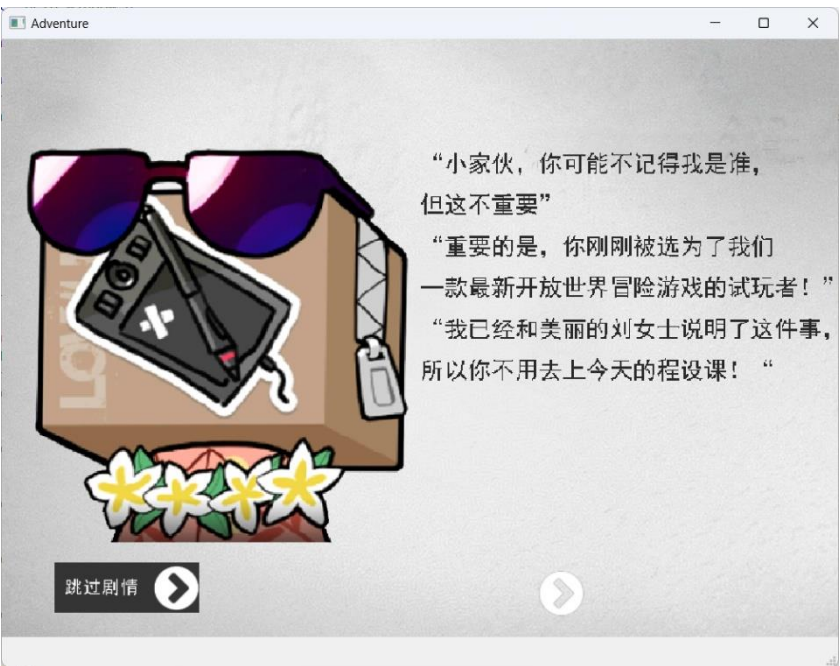 Adventure
“小家伙，你可能不记得我是谁，
但这不重要”
“重要的是，你刚刚被选为了我们
一款最新开放世界冒险游戏的试玩者！”
“我已经和美丽的刘女士说明了这件事，
所以你不用去上今天的程设课！“
跳过剧情